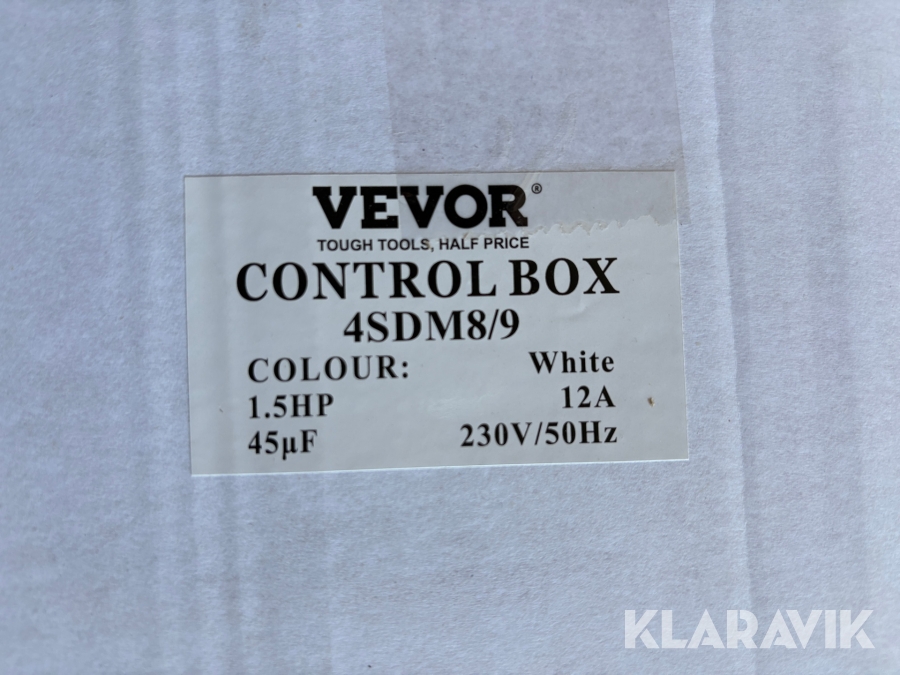 VEVOR®
TOUGH TOOLS, HALF PRICE
CONTROL BOX
4SDM8/9
COLOUR: White
1.5HP 12A
45µF 230V/50Hz
KLARAVIK